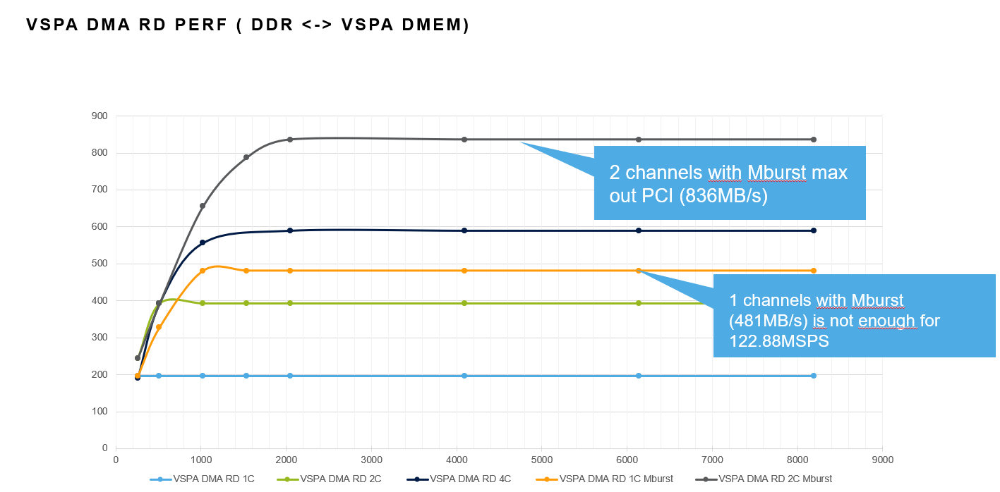 VSPA DMA RD PERF ( DDR <-> VSPA DMEM)
900
800
700
600
500
400
300
200
100
0
2 channels with Mburst max
out PCI (836MB/s)
1 channels with Mburst
(481MB/s) is not enough for
122.88MSPS
0 1000 2000 3000 4000 5000 6000 7000 8000 9000
VSPA DMA RD 1C VSPA DMA RD 2C VSPA DMA RD 4C VSPA DMA RD 1C Mburst VSPA DMA RD 2C Mburst